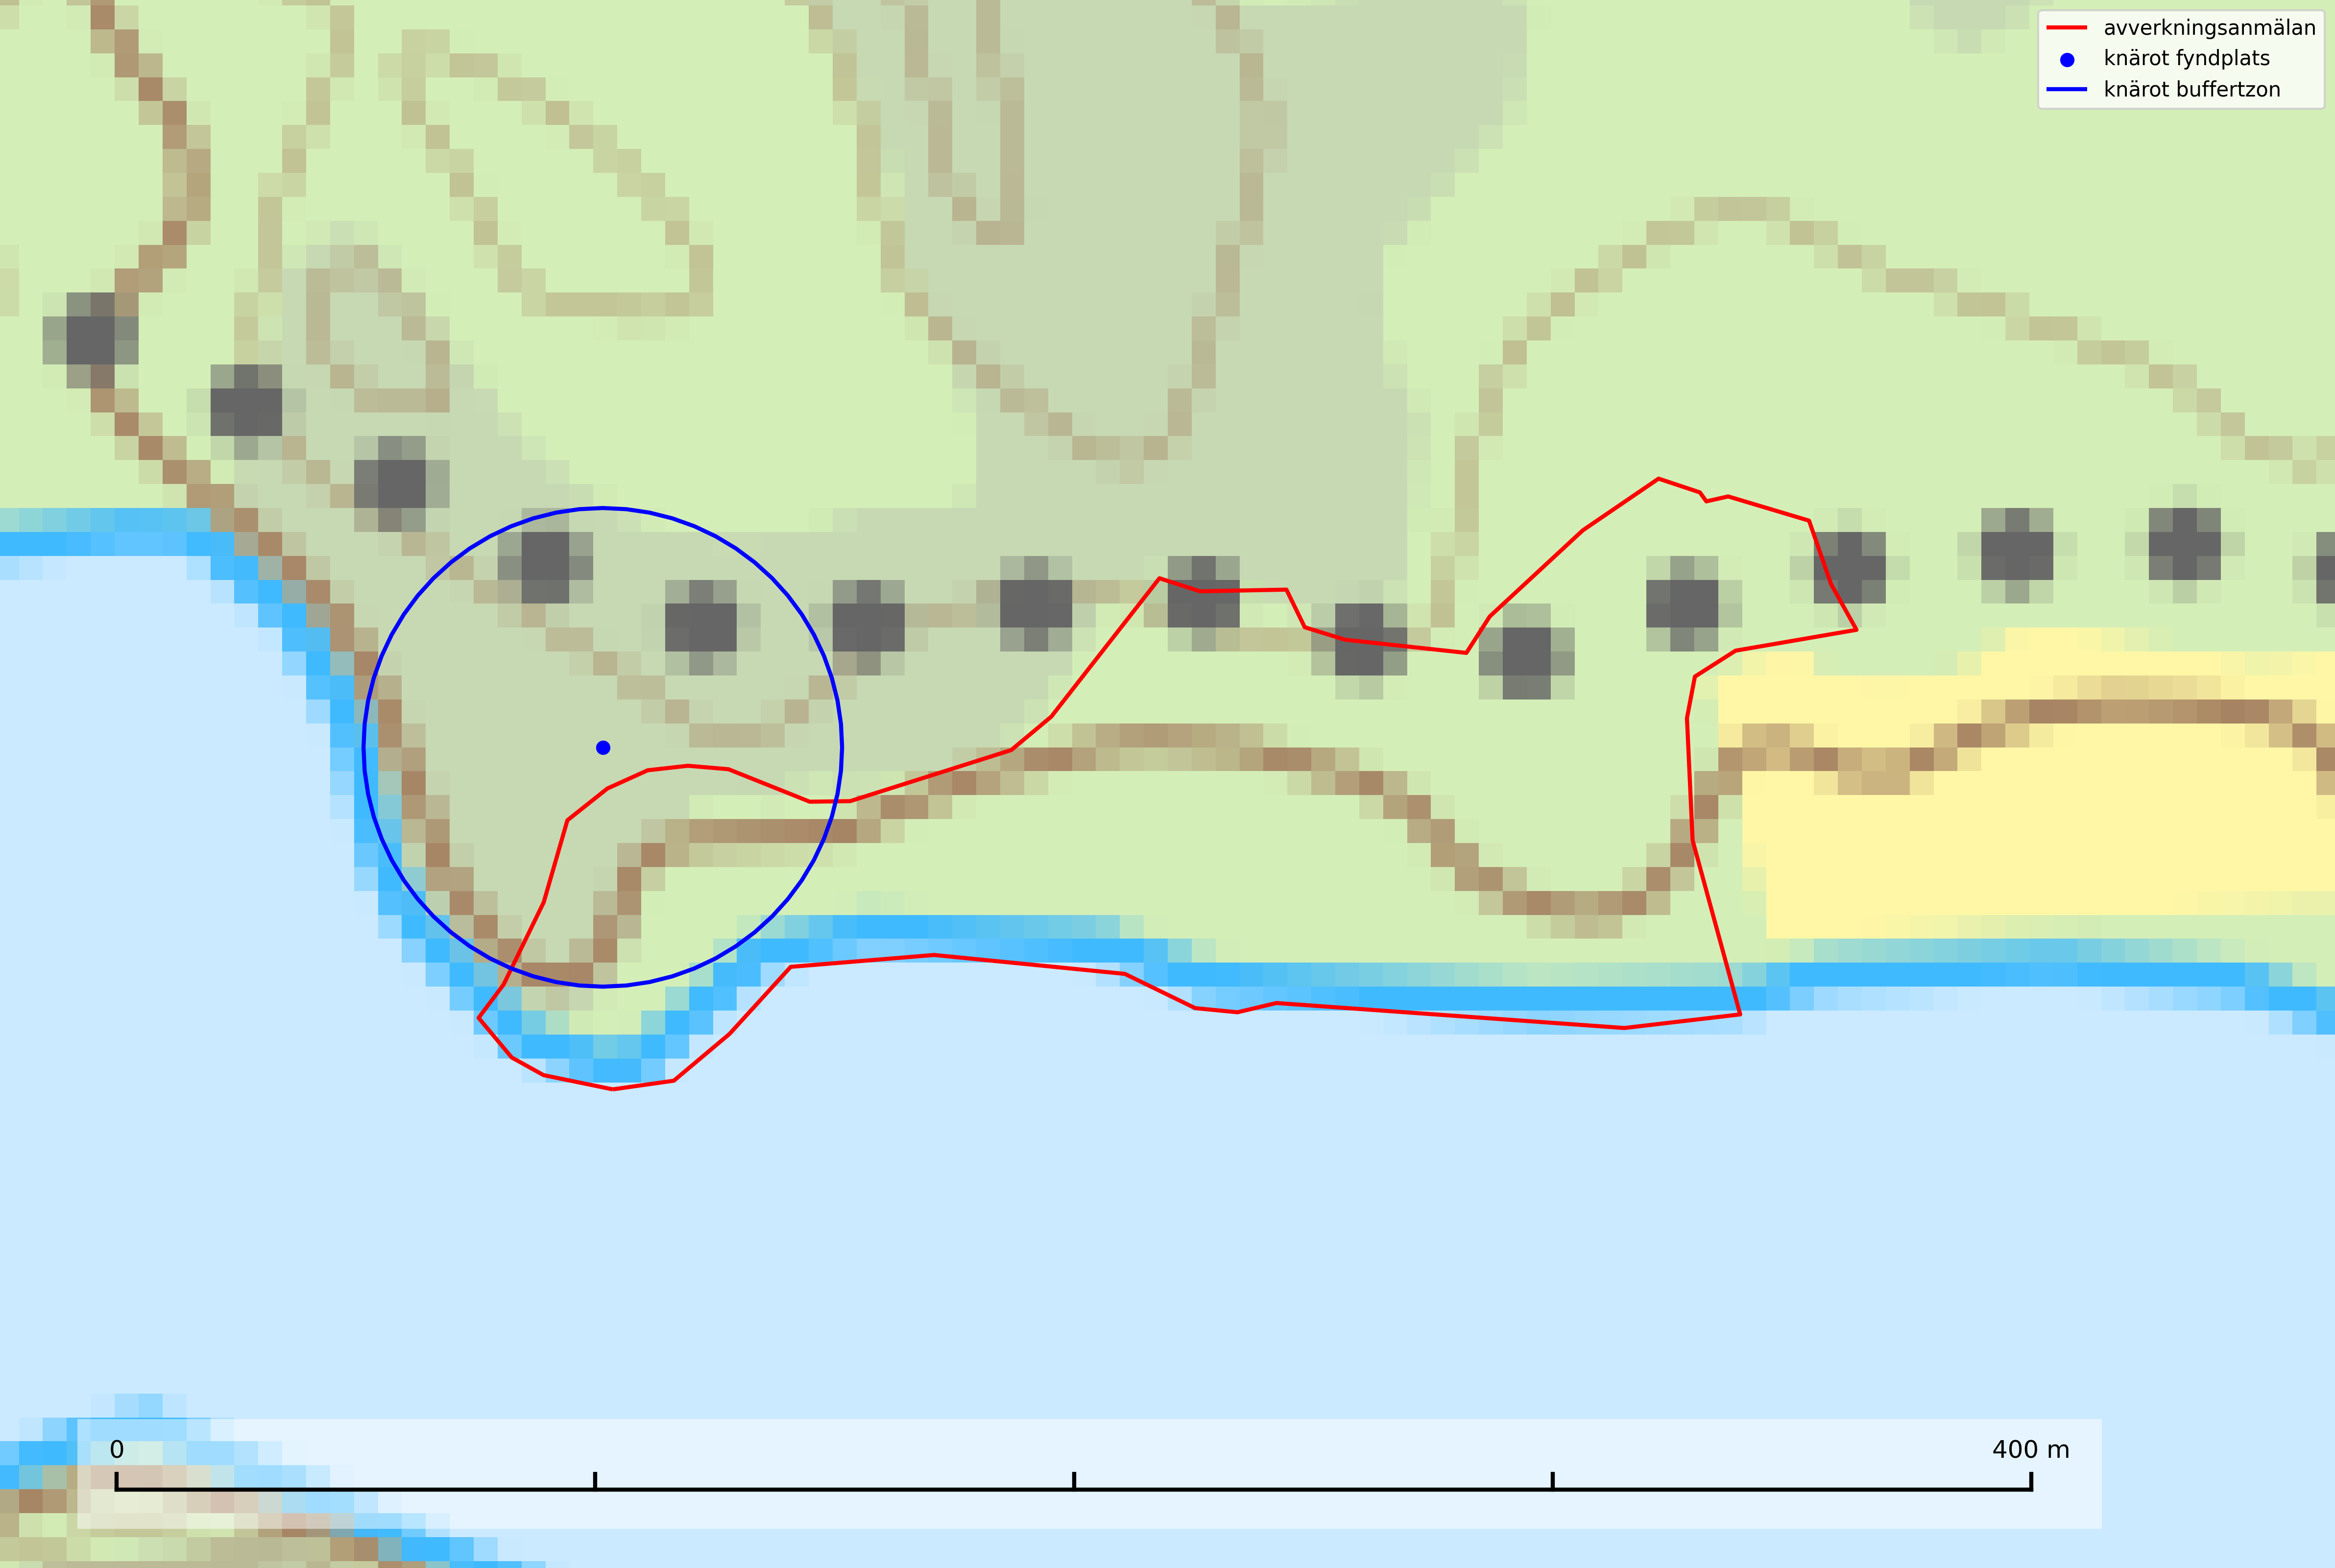 avverkningsanmälan
knärot fyndplats
knärot buffertzon
0
400 m